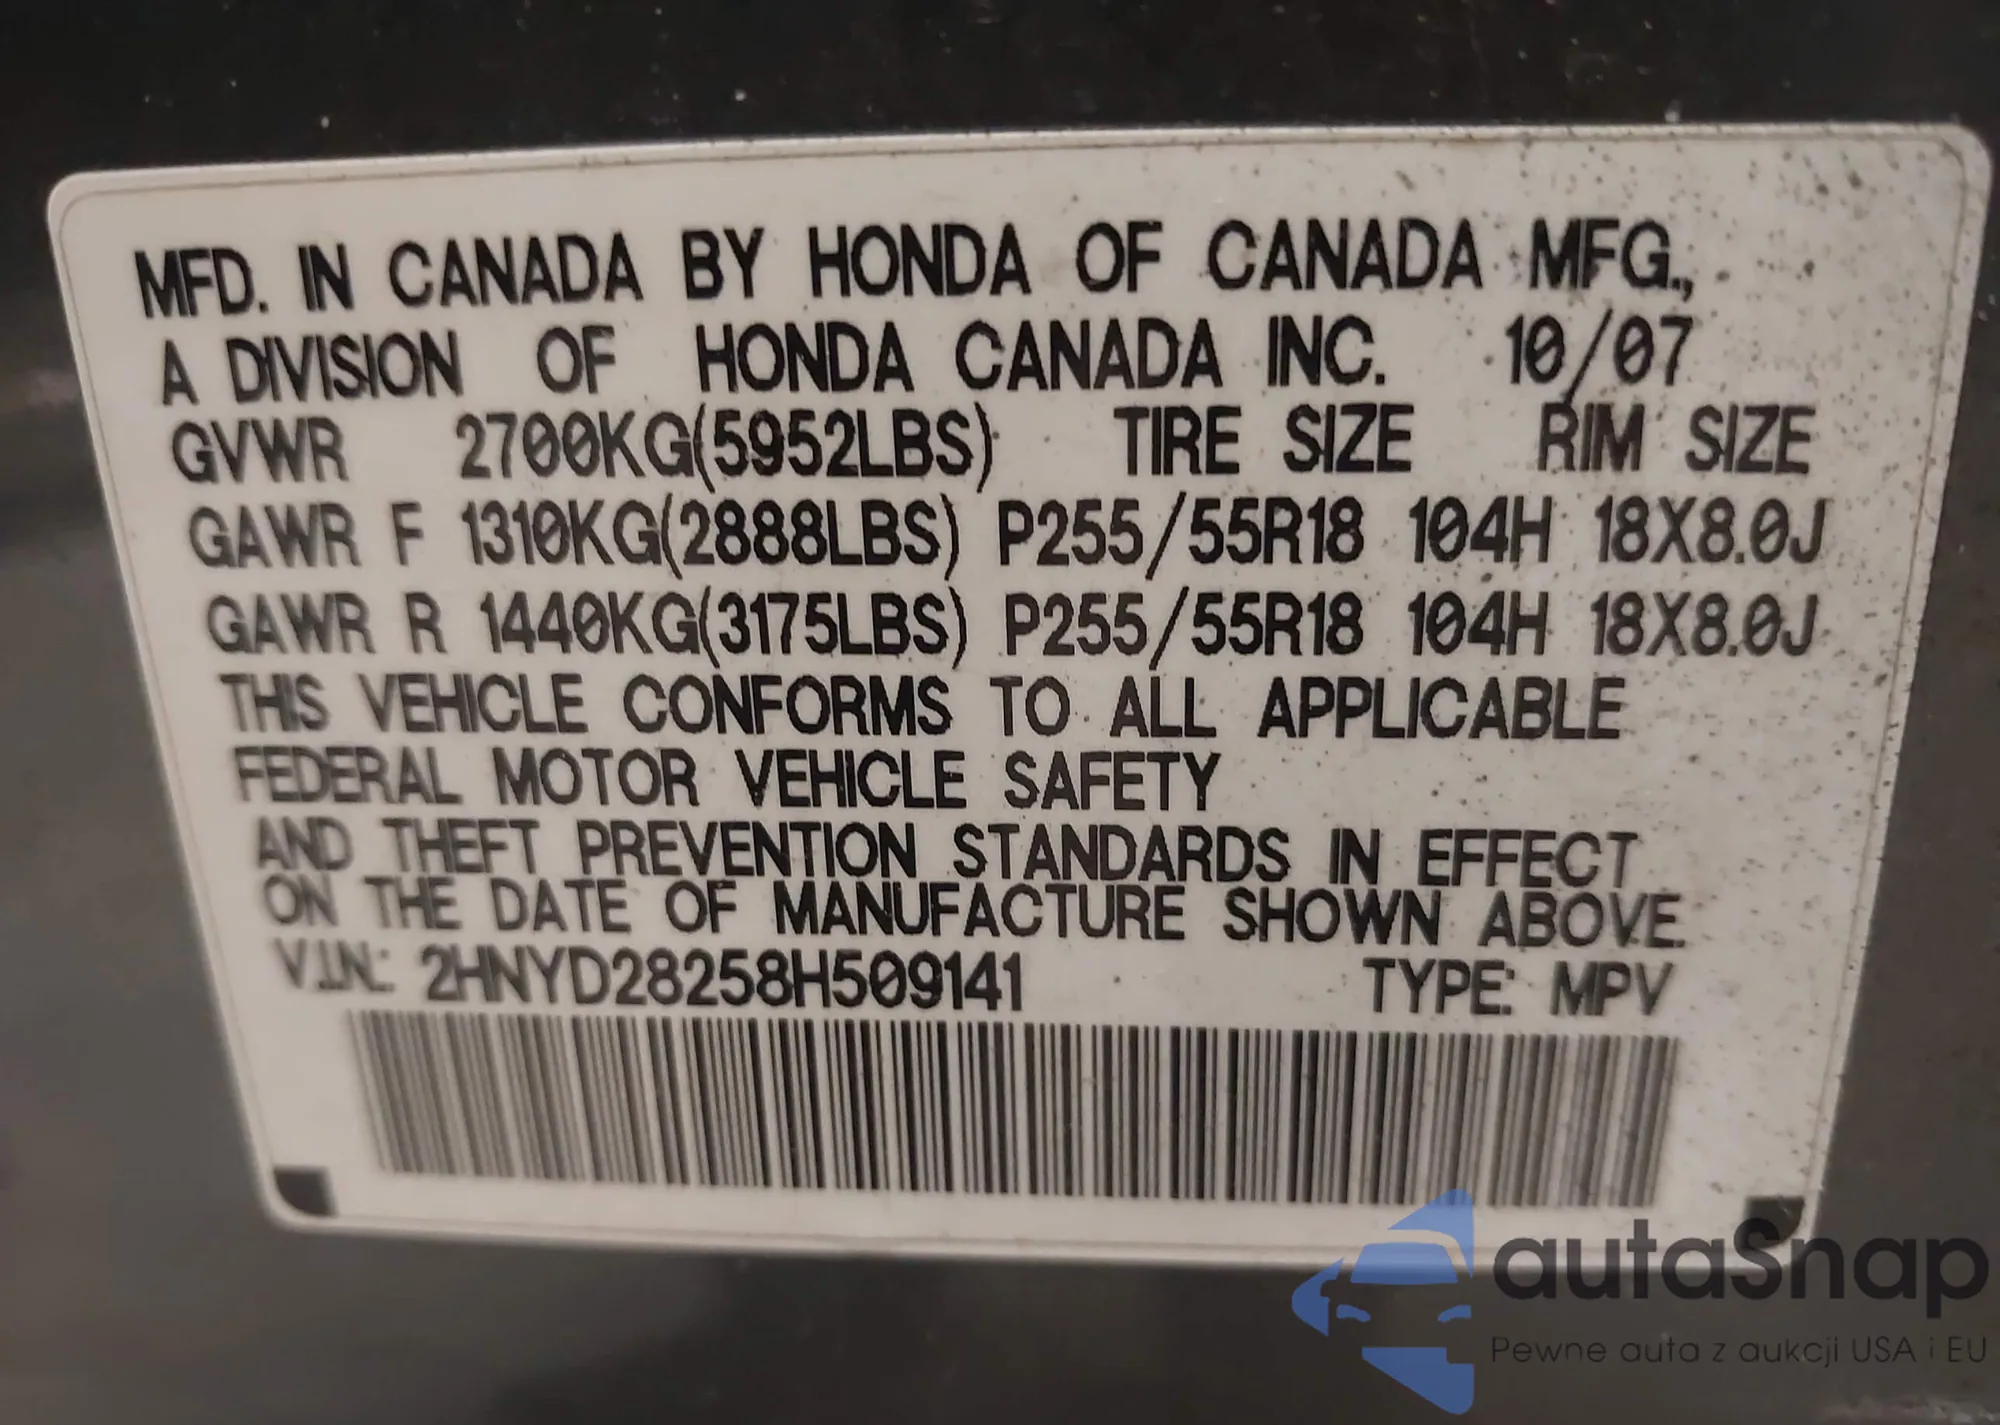 MFD. IN CANADA BY HONDA OF CANADA MFG.,
A DIVISION OF HONDA CANADA INC. 10/07
GVWR 2700KG(5952LBS) TIRE SIZE RIM SIZE
GAWR F 1310KG(2888LBS) P255/55R18 104H 18X8.0J
GAWR R 1440KG(3175LBS) P255/55R18 104H 18X8.0J
THIS VEHICLE CONFORMS TO ALL APPLICABLE
FEDERAL MOTOR VEHICLE SAFETY
AND THEFT PREVENTION STANDARDS IN EFFECT
ON THE DATE OF MANUFACTURE SHOWN ABOVE.
V.I.N.: 2HNYD28258H509141 TYPE: MPV
autaSnap
Pewne auta z aukcji USA i EU